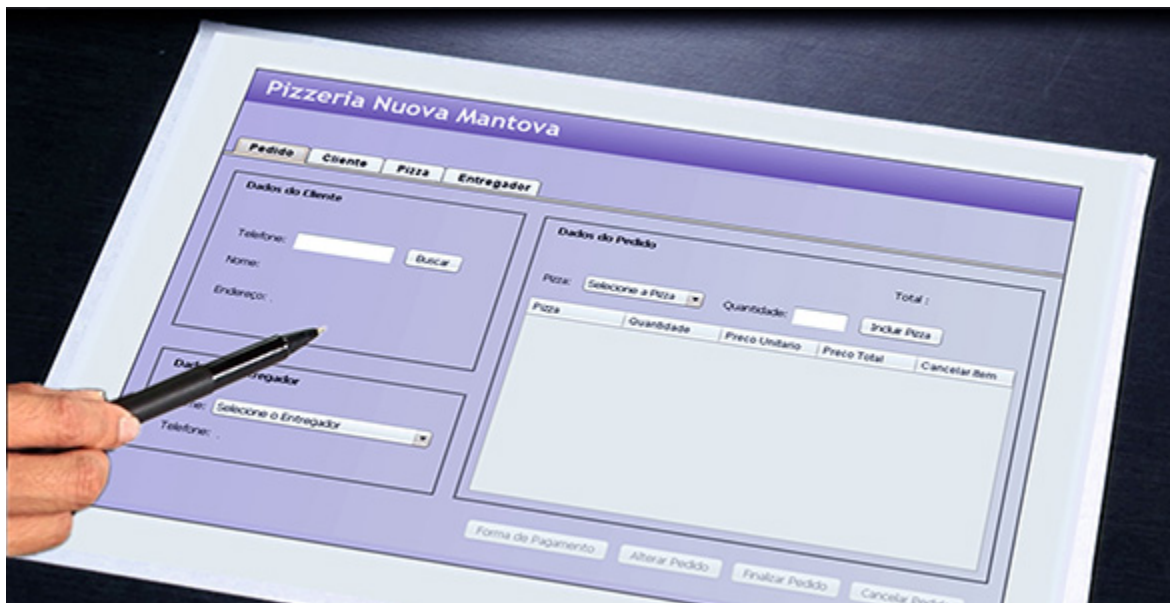 Pizzeria Nuova Mantova
Pedido Cliente Pizza Entregador
Dados do Cliente
Telefone: Buscar
Nome:
Endereço: .
Entregador
Selecione o Entregador
Telefone: .
Dados do Pedido
Total :
Pizza: Selecione a Pizza Quantidade: Incluir Pizza
Pizza Quantidade Preco Unitario Preco Total Cancelar Item
Forma de Pagamento Alterar Pedido Finalizar Pedido Cancelar